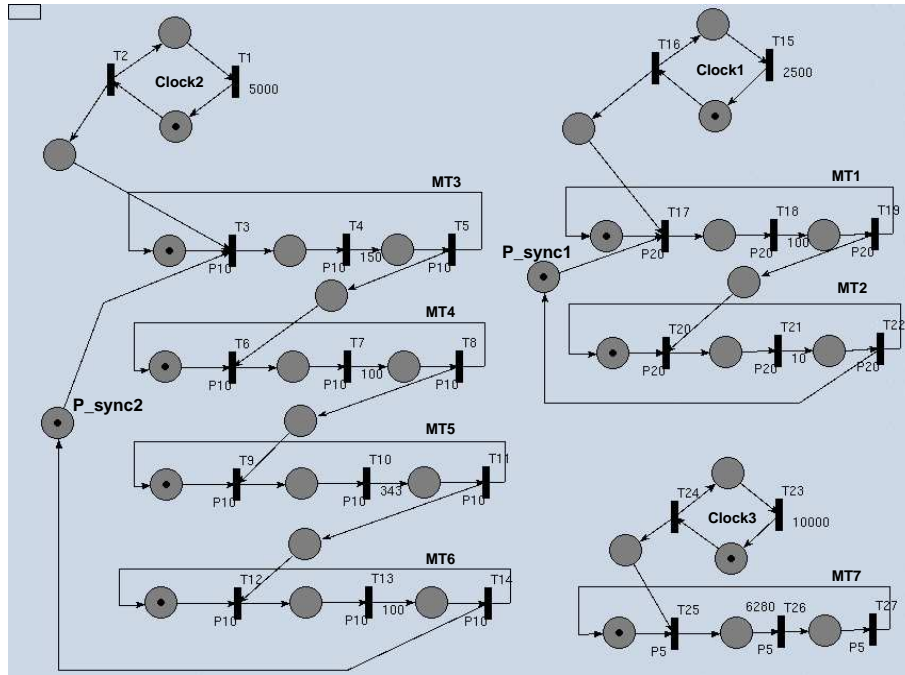 T2
T1
Clock2
5000
MT3
T3
T4
T5
P10
P10
150
P10
MT4
T6
T7
T8
P10
P10
100
P10
P_sync2
MT5
T9
T10
T11
P10
P10
343
P10
MT6
T12
T13
T14
P10
P10
100
P10
T16
T15
Clock1
2500
MT1
T17
T18
T19
P20
P20
100
P20
P_sync1
MT2
T20
T21
T22
P20
P20
10
P20
T24
T23
Clock3
10000
MT7
T25
6280
T26
T27
P5
P5
P5